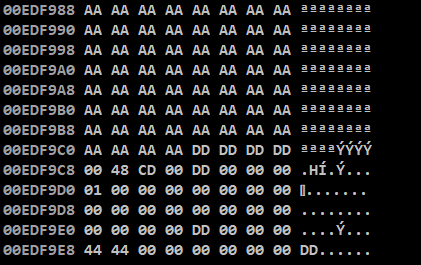 00EDF988 AA AA AA AA AA AA AA AA ªªªªªªªª
00EDF990 AA AA AA AA AA AA AA AA ªªªªªªªª
00EDF998 AA AA AA AA AA AA AA AA ªªªªªªªª
00EDF9A0 AA AA AA AA AA AA AA AA ªªªªªªªª
00EDF9A8 AA AA AA AA AA AA AA AA ªªªªªªªª
00EDF9B0 AA AA AA AA AA AA AA AA ªªªªªªªª
00EDF9B8 AA AA AA AA AA AA AA AA ªªªªªªªª
00EDF9C0 AA AA AA AA DD DD DD DD ªªªªÝÝÝÝ
00EDF9C8 00 48 CD 00 DD 00 00 00 .HÍ.Ý...
00EDF9D0 01 00 00 00 00 00 00 00 .......
00EDF9D8 00 00 00 00 00 00 00 00 ........
00EDF9E0 00 00 00 00 DD 00 00 00 ....Ý...
00EDF9E8 44 44 00 00 00 00 00 00 DD......